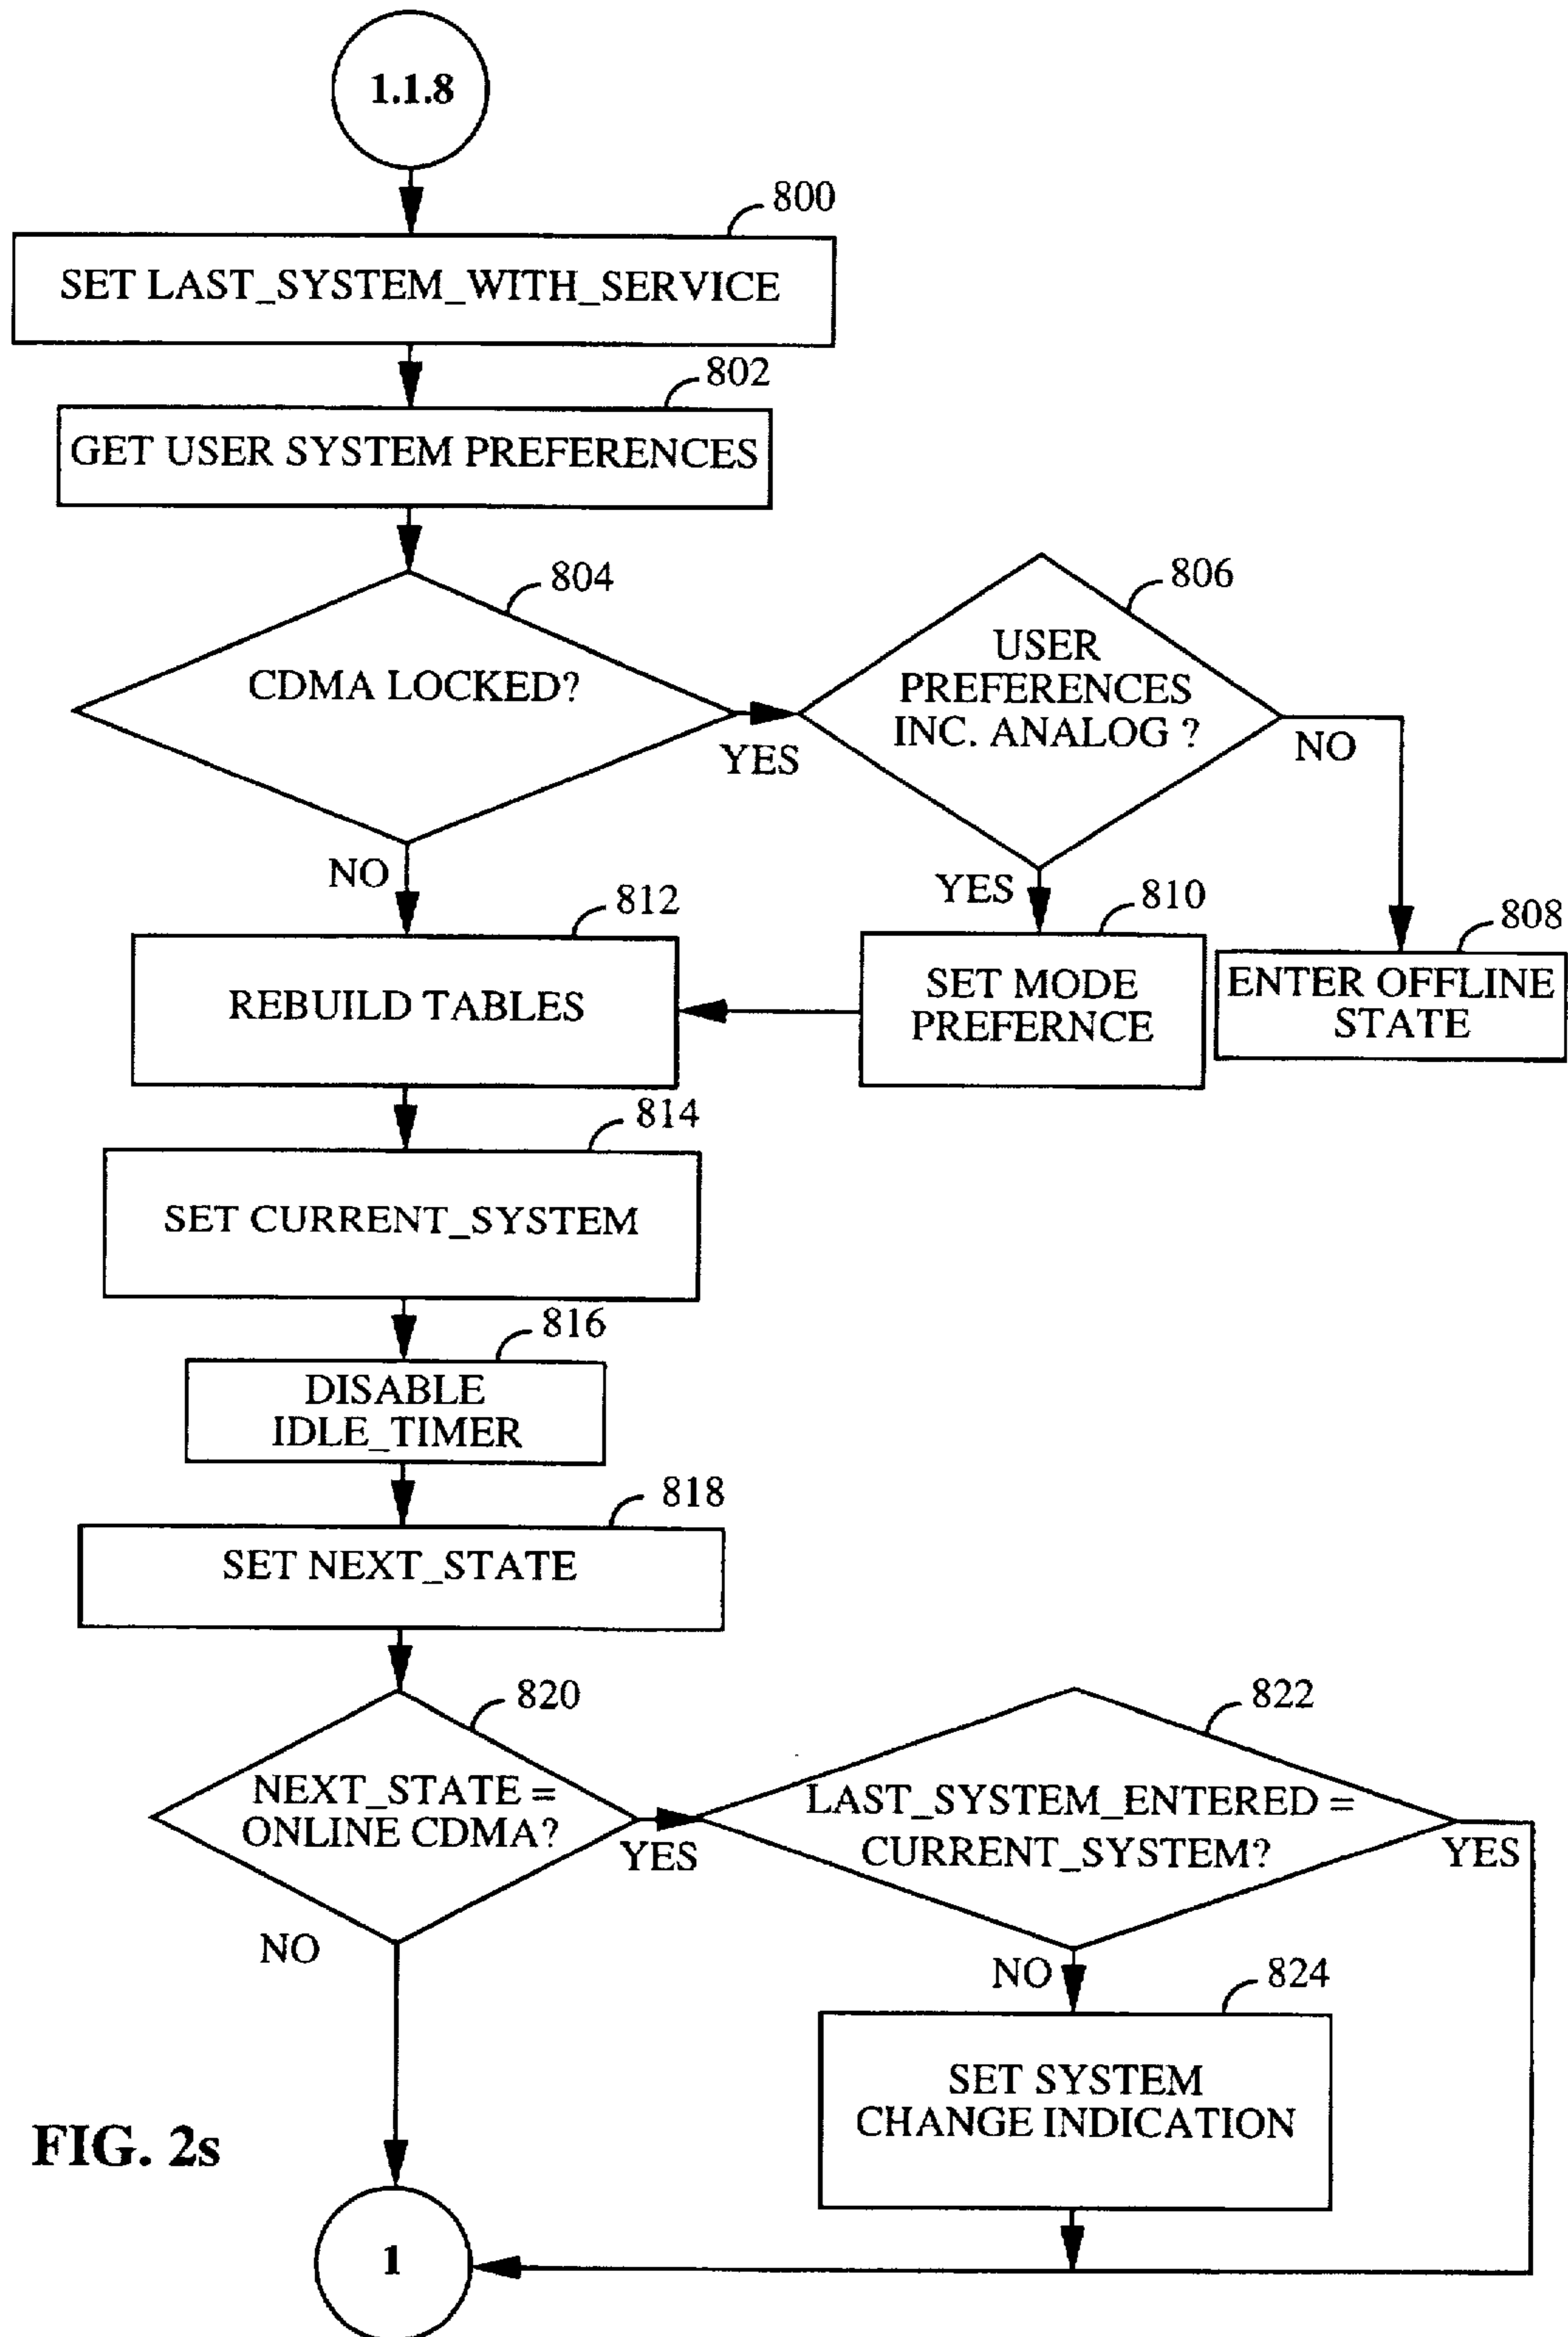 1.1.8
800
SET LAST_SYSTEM_WITH_SERVICE
802
GET USER SYSTEM PREFERENCES
804
CDMA LOCKED?
YES
NO
806
USER
PREFERENCES
INC. ANALOG ?
NO
YES
808
ENTER OFFLINE
STATE
810
SET MODE
PREFERNCE
812
REBUILD TABLES
814
SET CURRENT_SYSTEM
816
DISABLE
IDLE_TIMER
818
SET NEXT_STATE
820
NEXT_STATE =
ONLINE CDMA?
YES
NO
822
LAST_SYSTEM_ENTERED =
CURRENT_SYSTEM?
YES
NO
824
SET SYSTEM
CHANGE INDICATION
FIG. 2s
1